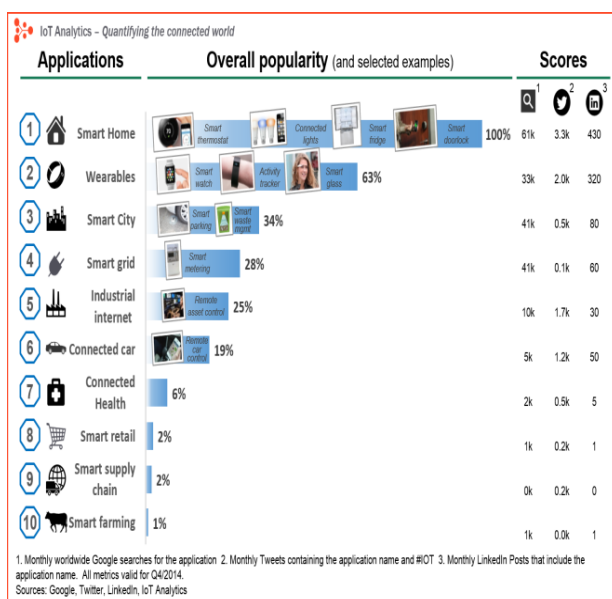 IoT Analytics – Quantifying the connected world
Applications Overall popularity (and selected examples) Scores
1 2 3
1 Smart Home Smart thermostat Connected lights Smart fridge Smart doorlock 100% 61k 3.3k 430
2 Wearables Smart watch Activity tracker Smart glass 63% 33k 2.0k 320
3 Smart City Smart parking Smart waste mgmt 34% 41k 0.5k 80
4 Smart grid Smart metering 28% 41k 0.1k 60
5 Industrial internet Remote asset control 25% 10k 1.7k 30
6 Connected car Remote car control 19% 5k 1.2k 50
7 Connected Health 6% 2k 0.5k 5
8 Smart retail 2% 1k 0.2k 1
9 Smart supply chain 2% 0k 0.2k 0
10 Smart farming 1% 1k 0.0k 1
1. Monthly worldwide Google searches for the application 2. Monthly Tweets containing the application name and #IOT 3. Monthly LinkedIn Posts that include the
application name. All metrics valid for Q4/2014.
Sources: Google, Twitter, LinkedIn, IoT Analytics